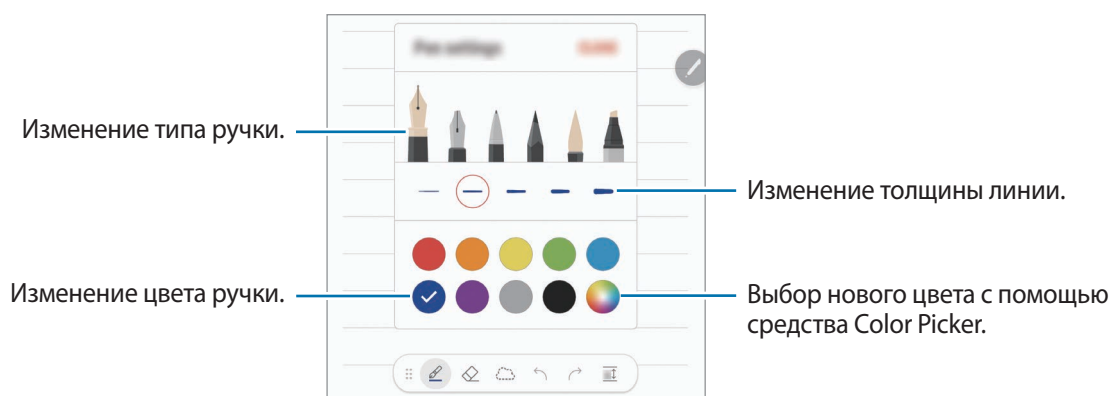 Изменение типа ручки.
Изменение толщины линии.
Изменение цвета ручки.
Выбор нового цвета с помощью
средства Color Picker.